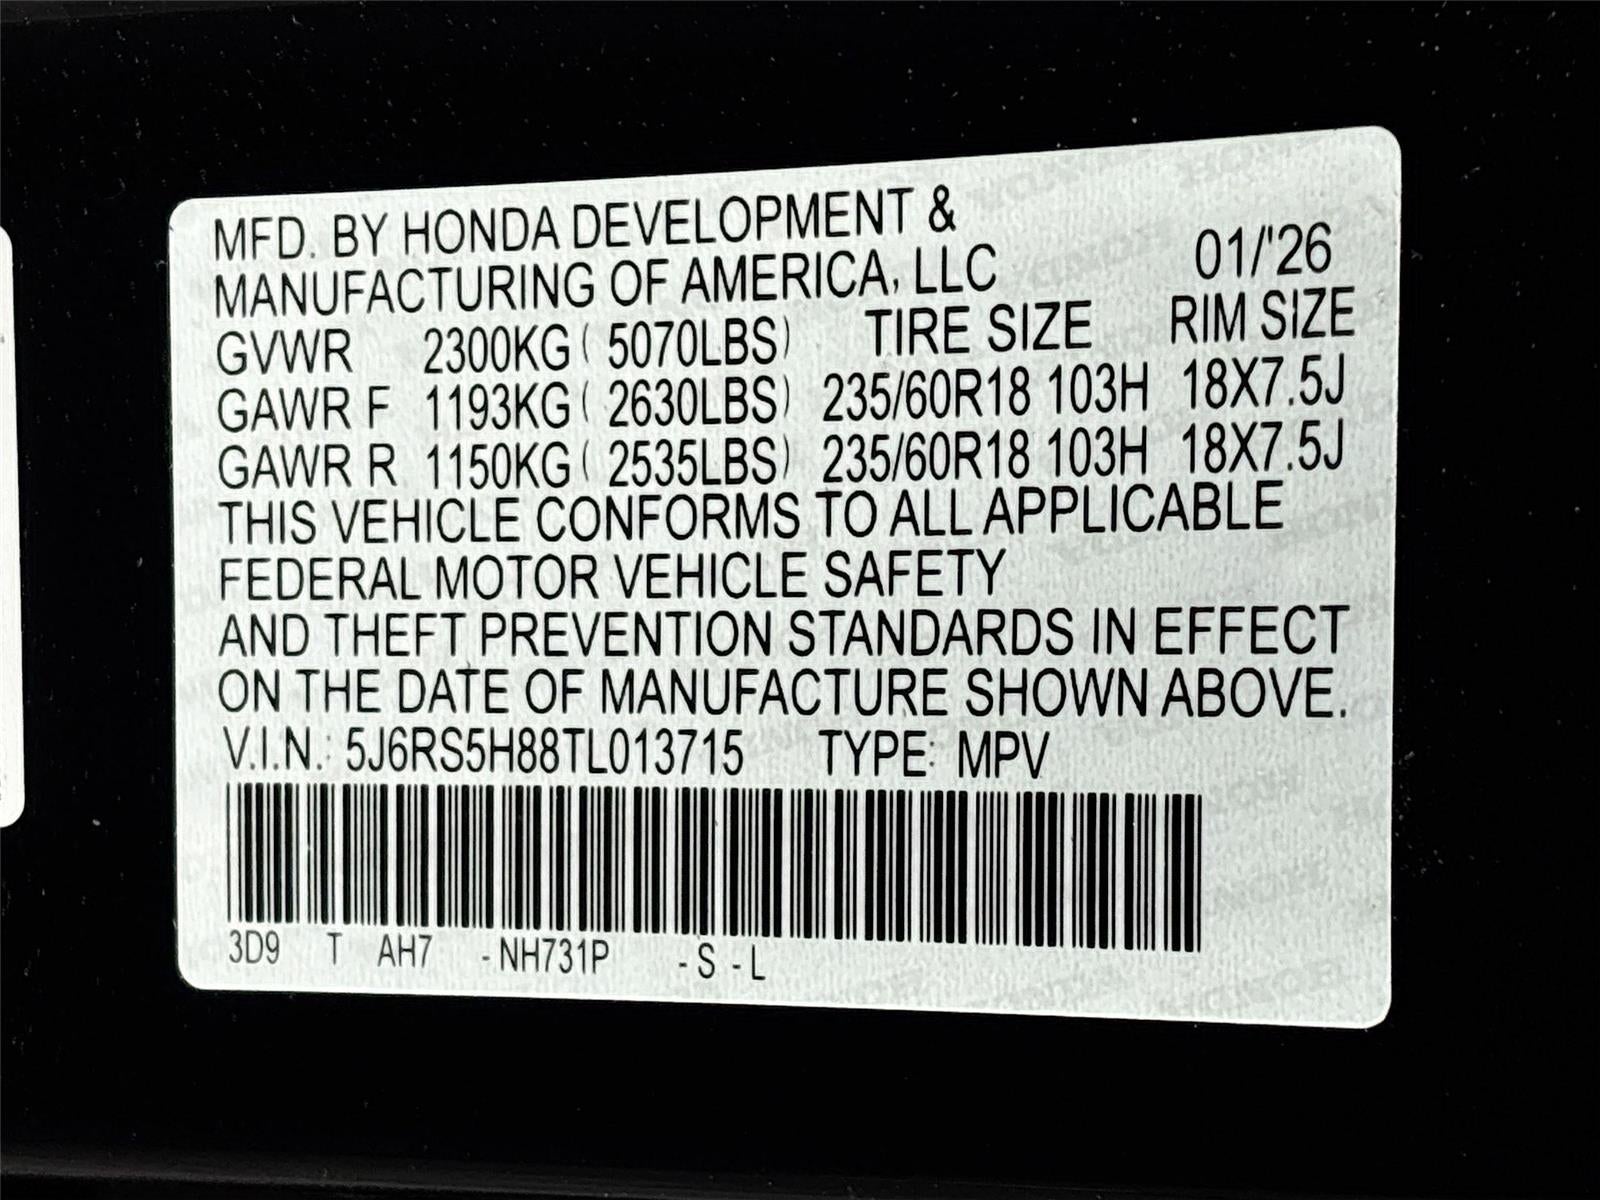 MFD. BY HONDA DEVELOPMENT &
MANUFACTURING OF AMERICA, LLC 01/'26
GVWR 2300KG ( 5070LBS) TIRE SIZE RIM SIZE
GAWR F 1193KG ( 2630LBS) 235/60R18 103H 18X7.5J
GAWR R 1150KG ( 2535LBS) 235/60R18 103H 18X7.5J
THIS VEHICLE CONFORMS TO ALL APPLICABLE
FEDERAL MOTOR VEHICLE SAFETY
AND THEFT PREVENTION STANDARDS IN EFFECT
ON THE DATE OF MANUFACTURE SHOWN ABOVE.
V.I.N.: 5J6RS5H88TL013715 TYPE: MPV
3D9 T AH7 -NH731P -S -L